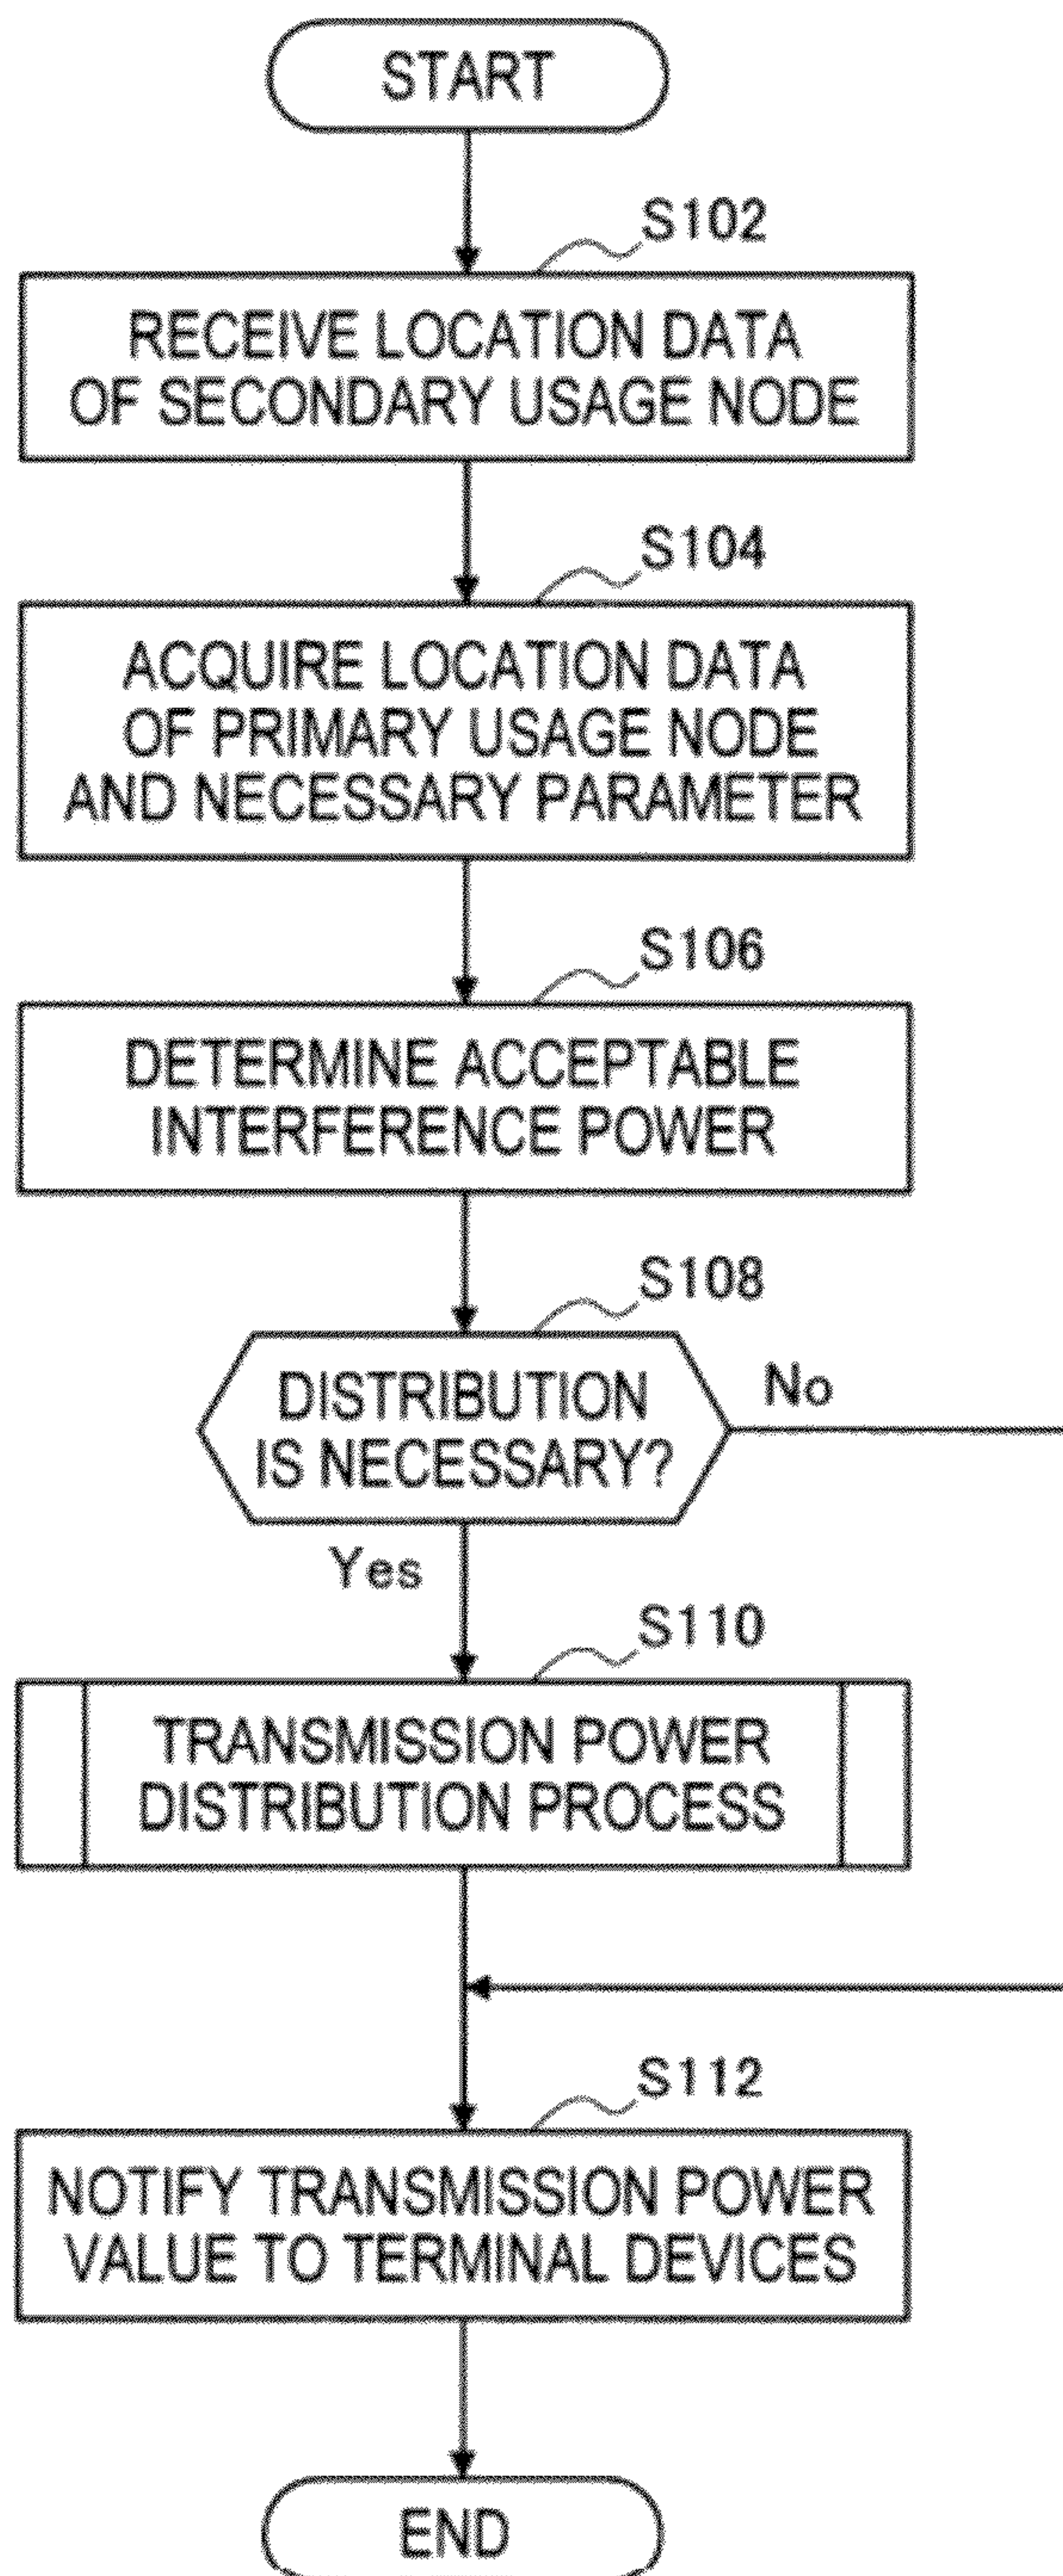 START
S102
RECEIVE LOCATION DATA
OF SECONDARY USAGE NODE
S104
ACQUIRE LOCATION DATA
OF PRIMARY USAGE NODE
AND NECESSARY PARAMETER
S106
DETERMINE ACCEPTABLE
INTERFERENCE POWER
S108
DISTRIBUTION
IS NECESSARY?
No
Yes
S110
TRANSMISSION POWER
DISTRIBUTION PROCESS
S112
NOTIFY TRANSMISSION POWER
VALUE TO TERMINAL DEVICES
END